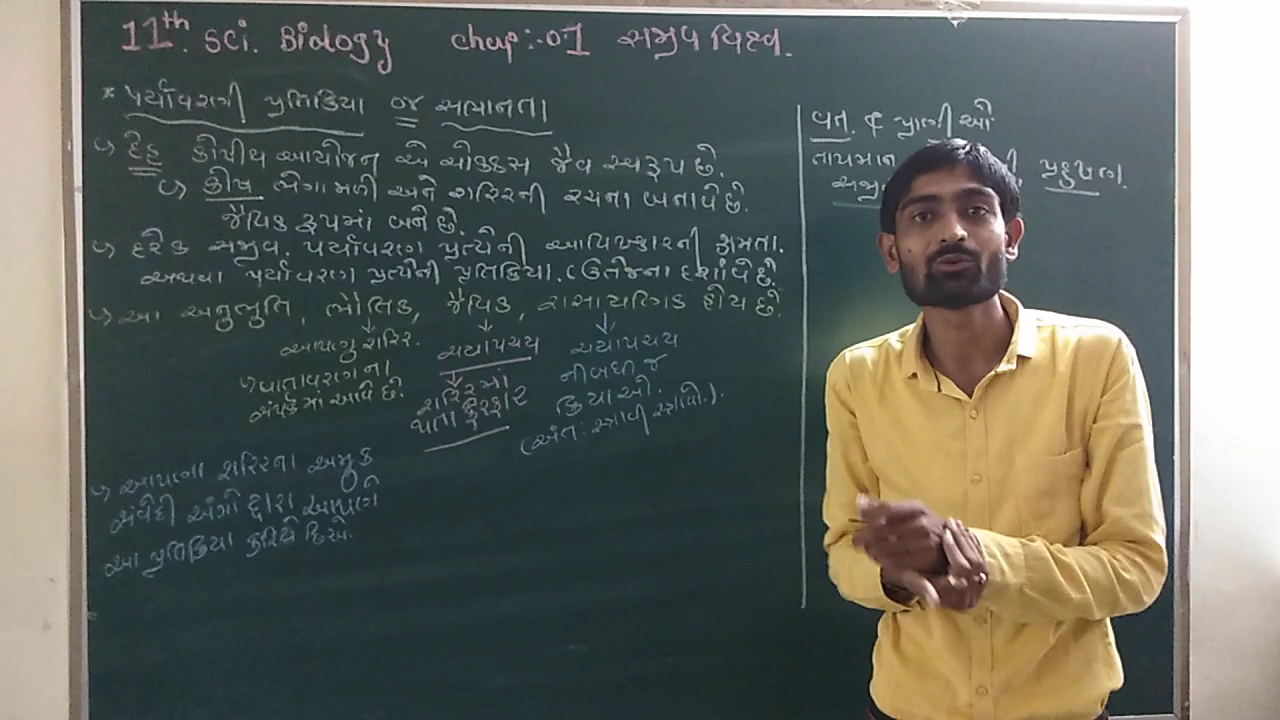 11th. Sci. Biology chap:-01 સજીવ વિશ્વ.
* પર્યાવરણની પ્રતિક્રિયા જ સભાનતા
દેહ કોષીય આયોજન એ ચોક્કસ જૈવ સ્વરૂપ છે.
કોષ ભેગા મળી અને શરિરની રચના બનાવે છે.
જૈવિક રૂપમાં બને છે.
દરેક સજીવ. પર્યાવરણ પ્રત્યેની આવિષ્કારની ક્ષમતા.
અથવા પર્યાવરણ પ્રત્યેની પ્રતિક્રિયા. (ઉતેજના દર્શાવે છે.
આ અનુભુતિ, ભૌતિક, જૈવિક, રાસાયણિક હોય છે.
આપણુ શરિર.
વાતાવરણ ના
સંપર્કમાં આવે છે.
ચયાપચય
શરિરમાં
થતા ફેરફાર
ચયાપચય
ક્રિયાઓ.
(અંતઃ સ્ત્રાવી સ્ત્રાવો.).
આપણા શરિરના અમુક
સંવેદી અંગો દ્વારા આપણે
આ પ્રતિક્રિયા કરિયે છિએ.
વન. & પ્રાણીઓ
તાપમાન પ્રદુષણ.